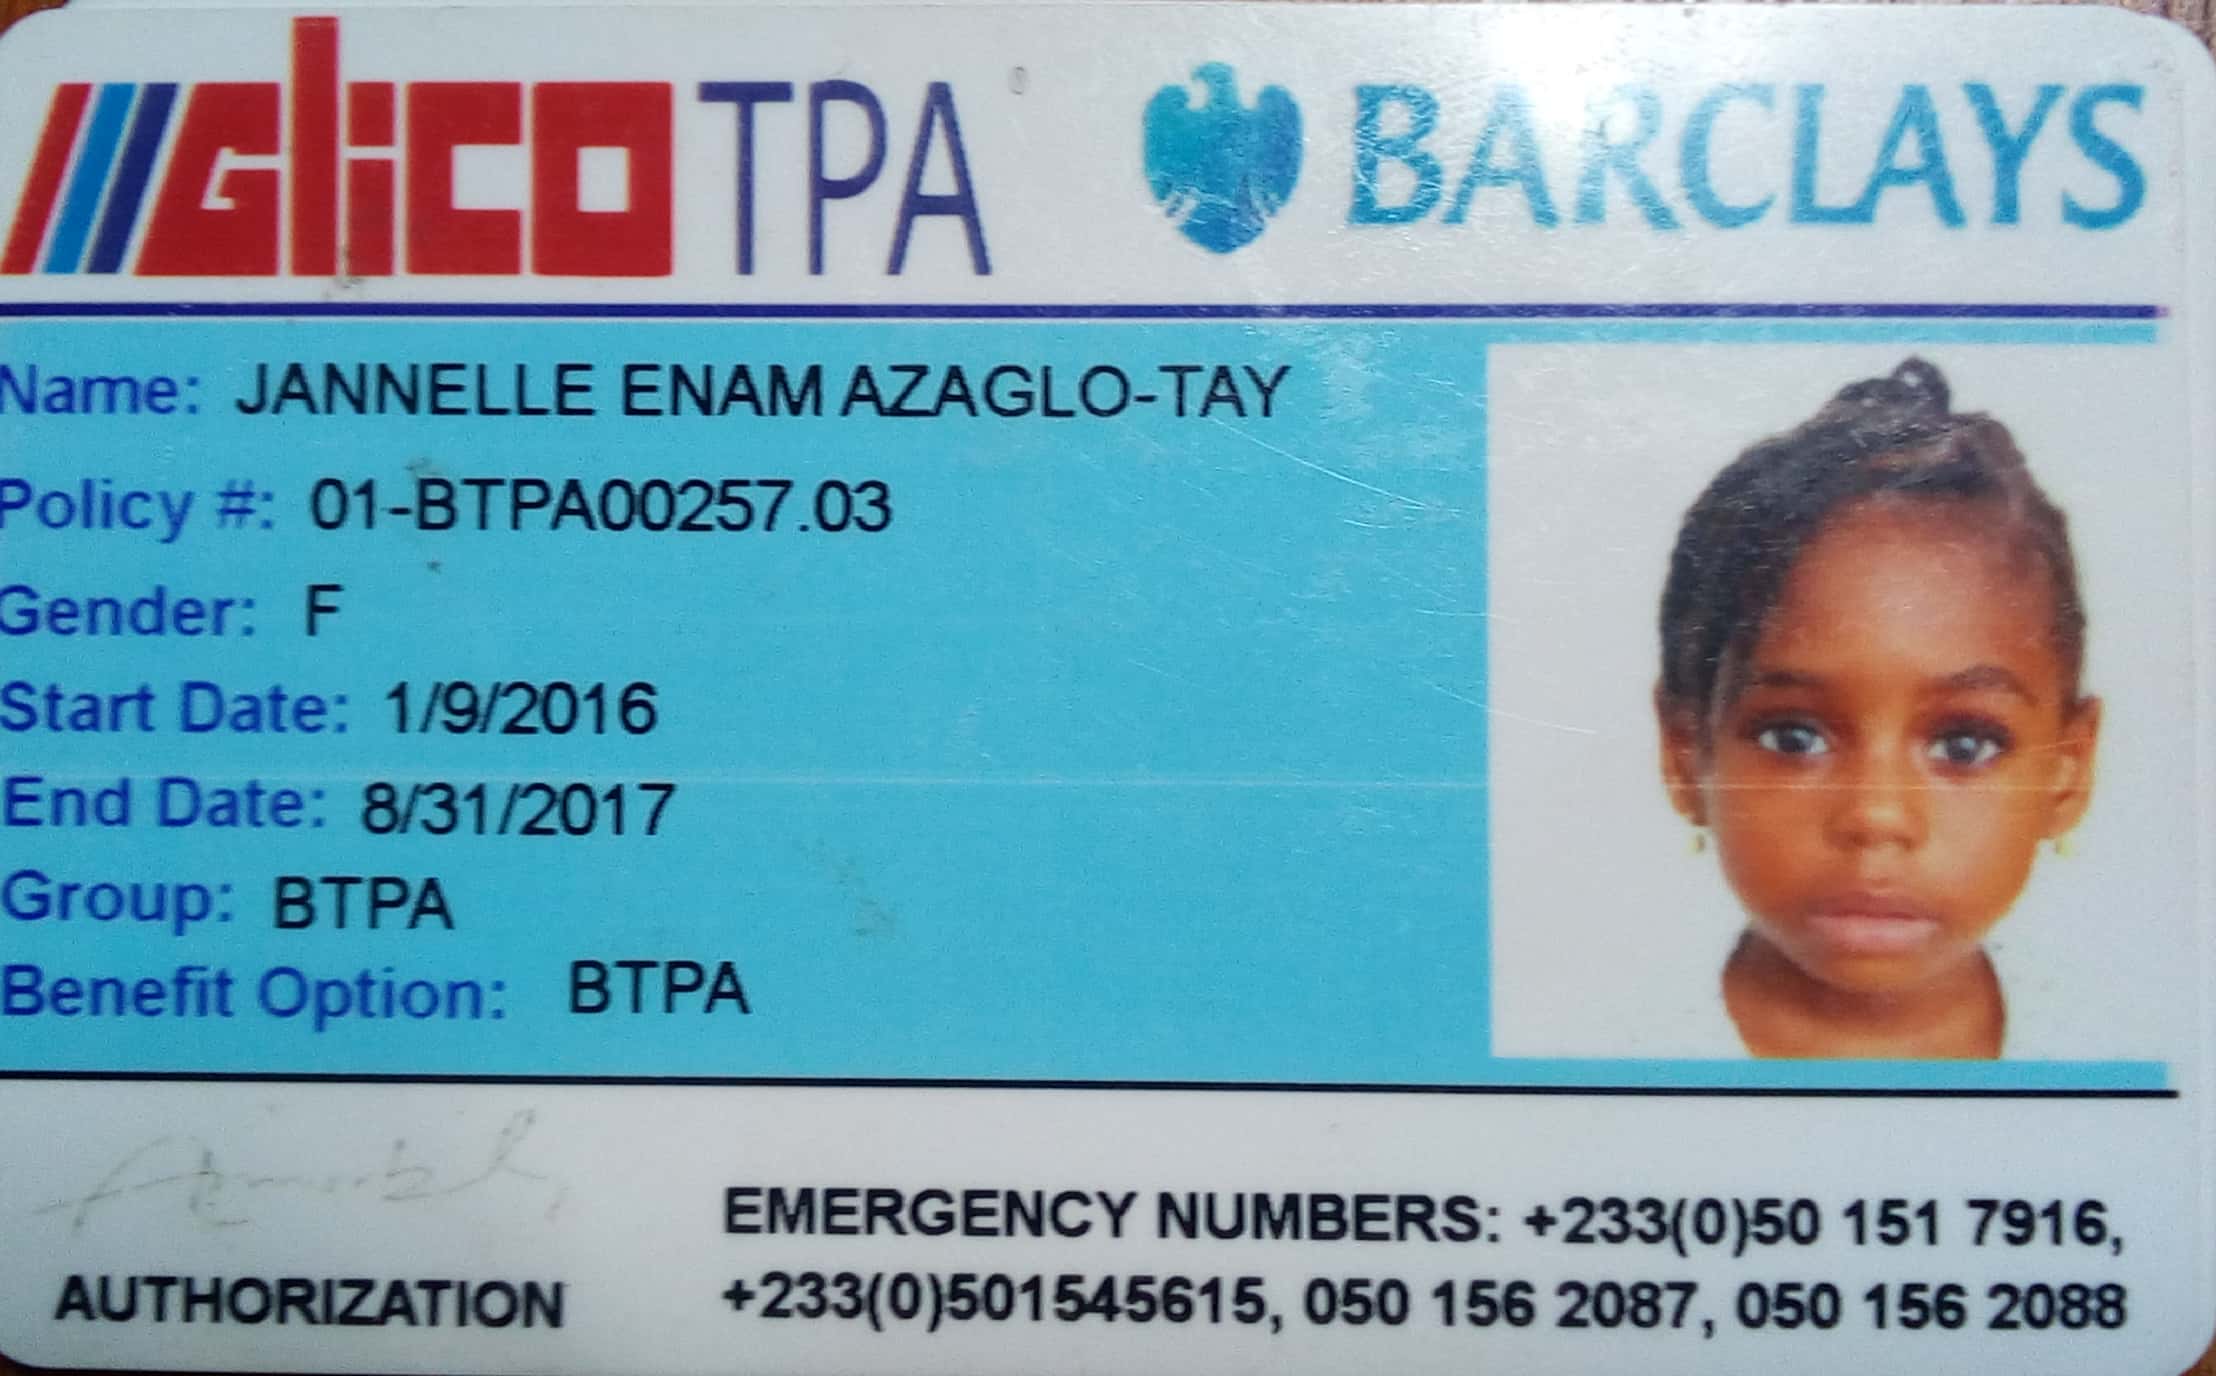 GLICO TPA BARCLAYS
Name: JANNELLE ENAM AZAGLO-TAY
Policy #: 01-BTPA00257.03
Gender: F
Start Date: 1/9/2016
End Date: 8/31/2017
Group: BTPA
Benefit Option: BTPA
EMERGENCY NUMBERS: +233(0)50 151 7916,
+233(0)501545615, 050 156 2087, 050 156 2088
AUTHORIZATION